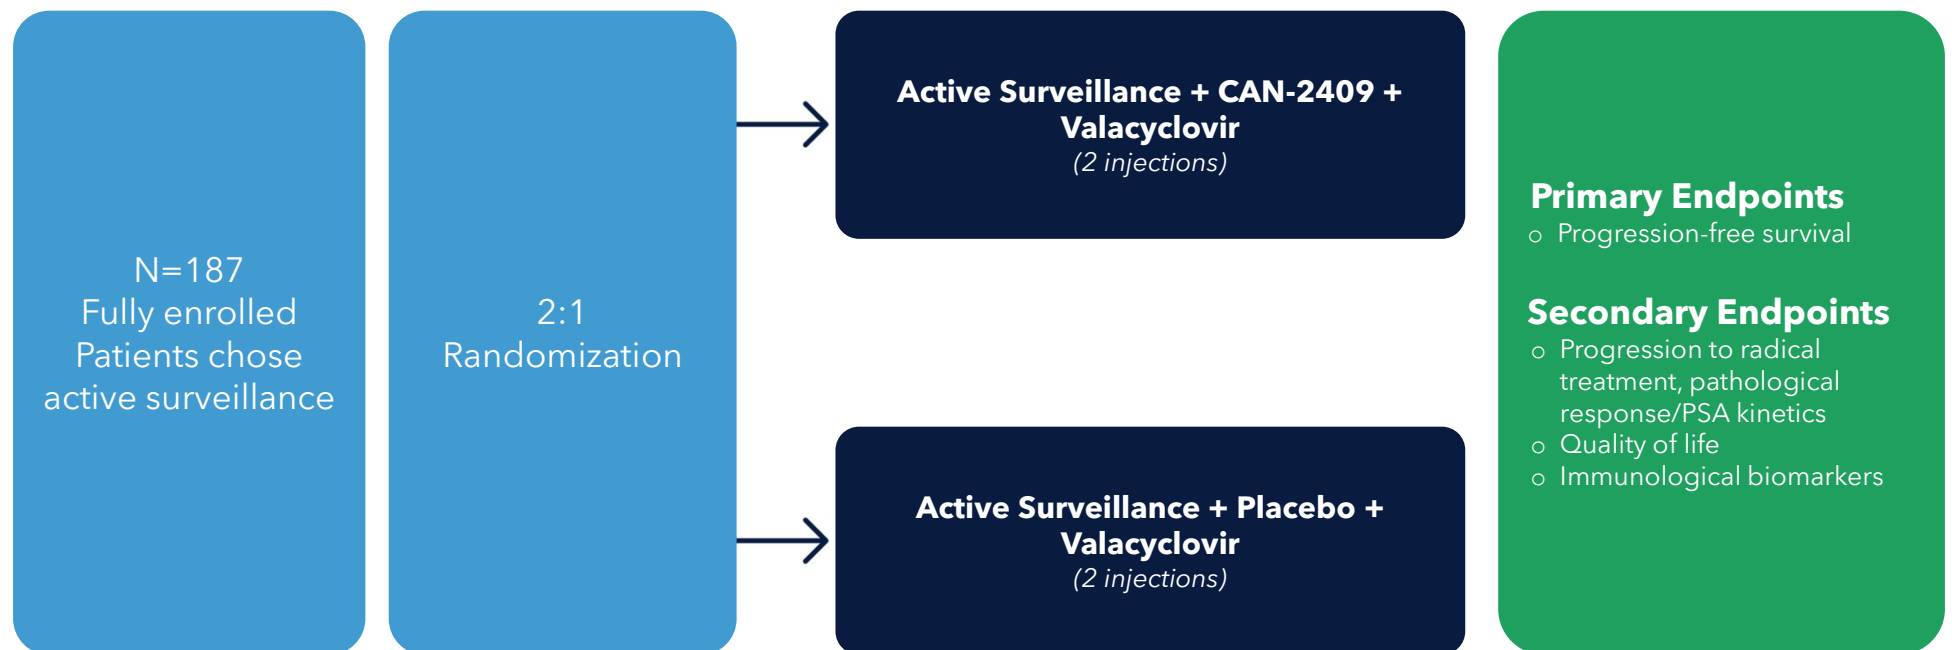 N=187
Fully enrolled
Patients chose
active surveillance
2:1
Randomization
Active Surveillance + CAN-2409 +
Valacyclovir
(2 injections)
Active Surveillance + Placebo +
Valacyclovir
(2 injections)
Primary Endpoints
o Progression-free survival
Secondary Endpoints
o Progression to radical
treatment, pathological
response/PSA kinetics
o Quality of life
o Immunological biomarkers